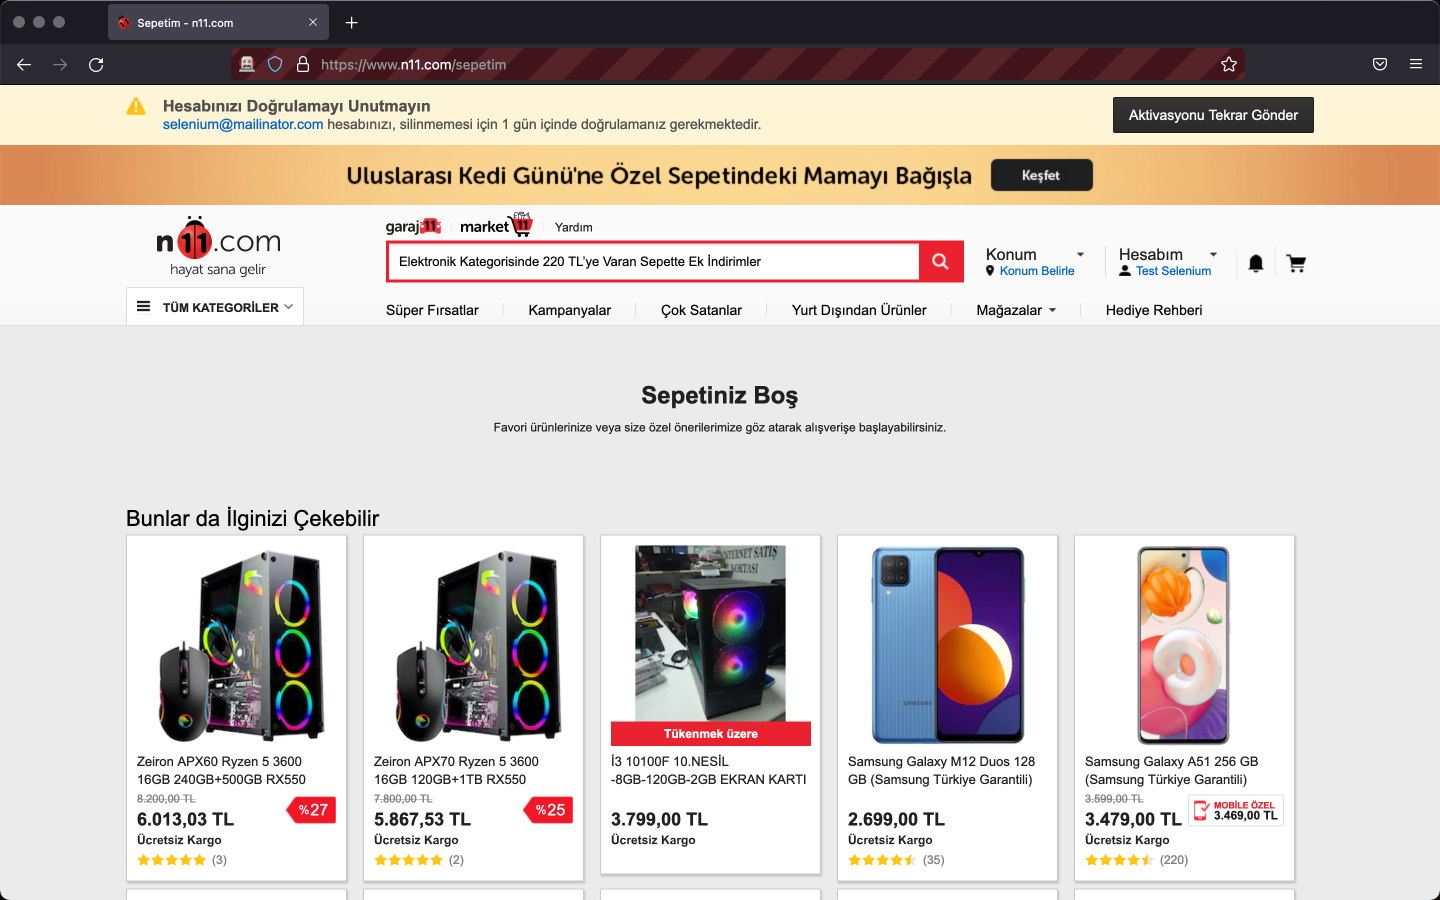 Sepetim - n11.com
https://www.n11.com/sepetim
Hesabınızı Doğrulamayı Unutmayın
selenium@mailinator.com hesabınızı, silinmemesi için 1 gün içinde doğrulamanız gerekmektedir.
Aktivasyonu Tekrar Gönder
Uluslarası Kedi Günü'ne Özel Sepetindeki Mamayı Bağışla
Keşfet
n11.com
hayat sana gelir
garaj11
market11
Yardım
Elektronik Kategorisinde 220 TL'ye Varan Sepette Ek İndirimler
Konum
Konum Belirle
Hesabım
Test Selenium
TÜM KATEGORİLER
Süper Fırsatlar
Kampanyalar
Çok Satanlar
Yurt Dışından Ürünler
Mağazalar
Hediye Rehberi
Sepetiniz Boş
Favori ürünlerinize veya size özel önerilerimize göz atarak alışverişe başlayabilirsiniz.
Bunlar da İlginizi Çekebilir
Zeiron APX60 Ryzen 5 3600
16GB 240GB+500GB RX550
8.200,00 TL
6.013,03 TL
%27
Ücretsiz Kargo
(3)
Zeiron APX70 Ryzen 5 3600
16GB 120GB+1TB RX550
7.800,00 TL
5.867,53 TL
%25
Ücretsiz Kargo
(2)
İNTERNET SATIŞ
NOKTASI
Tükenmek üzere
İ3 10100F 10.NESİL
-8GB-120GB-2GB EKRAN KARTI
3.799,00 TL
Ücretsiz Kargo
SAMSUNG
Samsung Galaxy M12 Duos 128
GB (Samsung Türkiye Garantili)
2.699,00 TL
Ücretsiz Kargo
(35)
Samsung Galaxy A51 256 GB
(Samsung Türkiye Garantili)
3.599,00 TL
3.479,00 TL
MOBİLE ÖZEL
3.469,00 TL
Ücretsiz Kargo
(220)